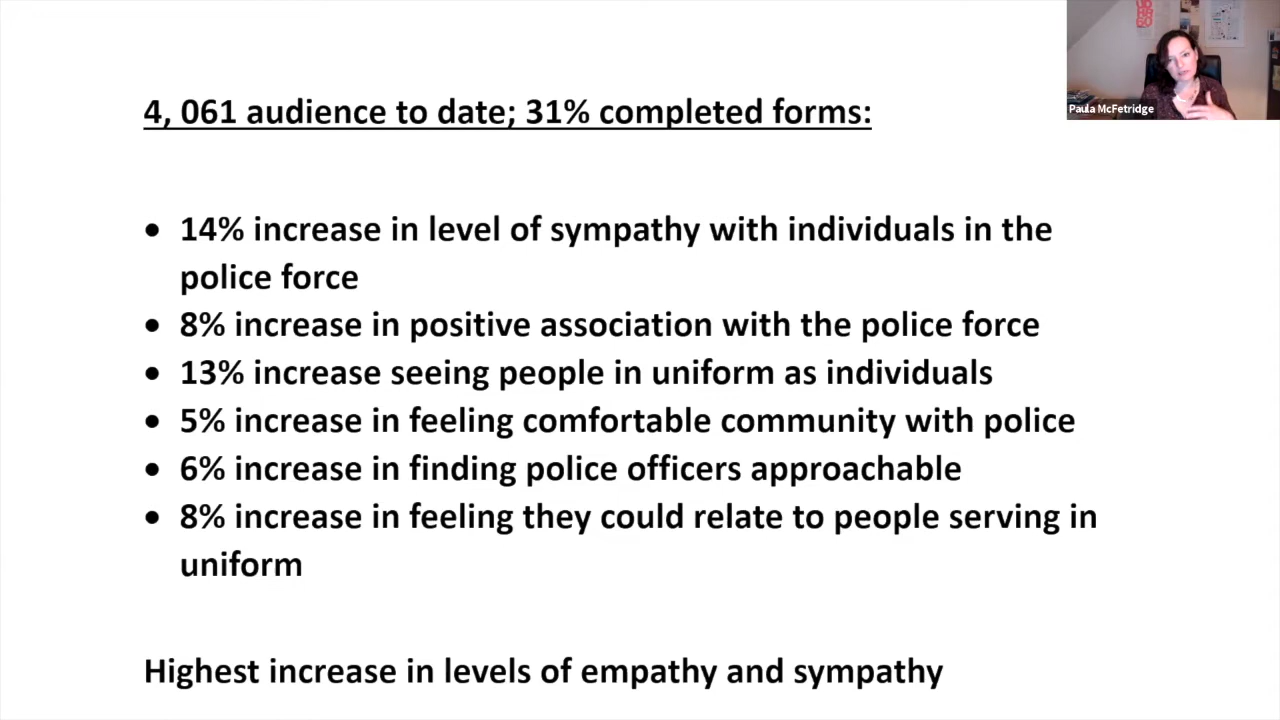 4, 061 audience to date; 31% completed forms:
Paula McFetridge
• 14% increase in level of sympathy with individuals in the
police force
• 8% increase in positive association with the police force
• 13% increase seeing people in uniform as individuals
• 5% increase in feeling comfortable community with police
• 6% increase in finding police officers approachable
• 8% increase in feeling they could relate to people serving in
uniform
Highest increase in levels of empathy and sympathy